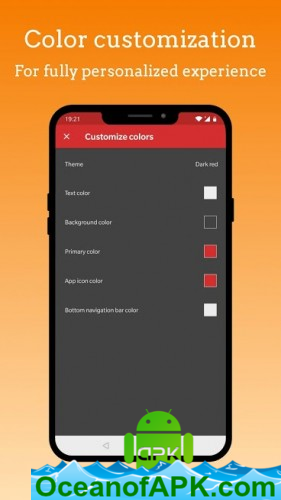 Color customization
For fully personalized experience
19:21
Customize colors
Theme Dark red
Text color
Background color
Primary color
App icon color
Bottom navigation bar color
APK
OceanofAPK.com